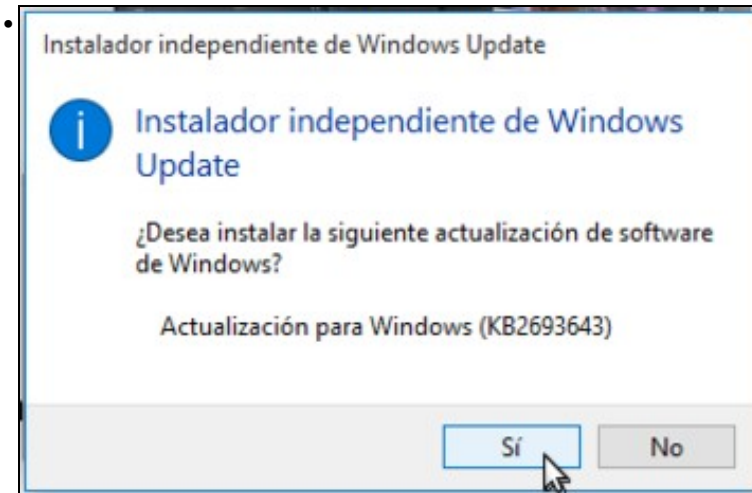 Instalador independiente de Windows Update
Instalador independiente de Windows
Update
¿Desea instalar la siguiente actualización de software
de Windows?
Actualización para Windows (KB2693643)
Sí No